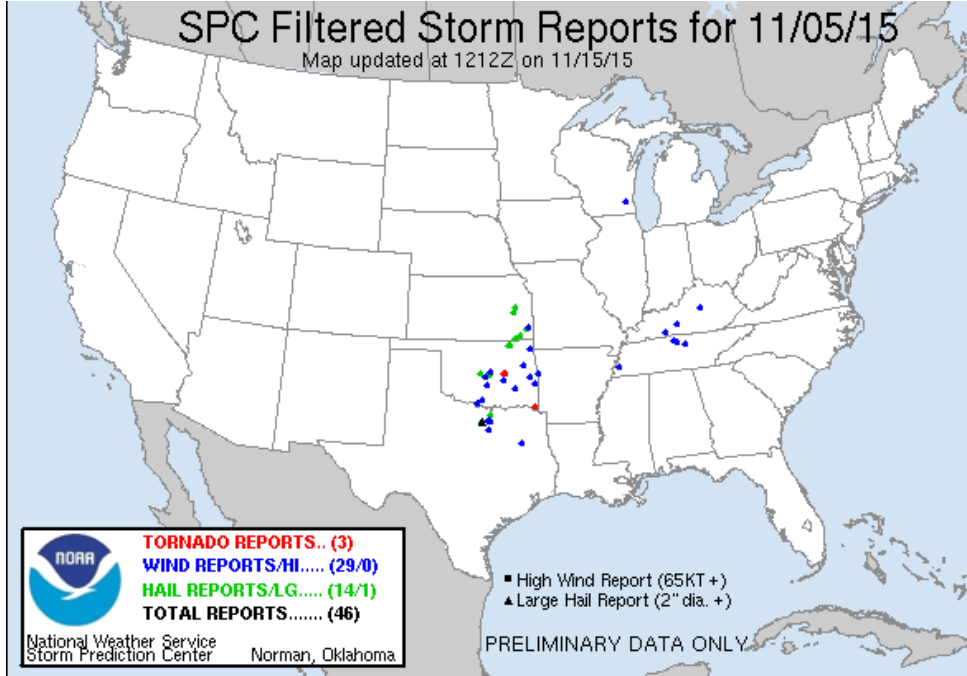 SPC Filtered Storm Reports for 11/05/15
Map updated at 1212Z on 11/15/15
NOAA
TORNADO REPORTS.. (3)
WIND REPORTS/HI..... (29/0)
HAIL REPORTS/LG..... (14/1)
TOTAL REPORTS....... (46)
National Weather Service
Storm Prediction Center Norman, Oklahoma
High Wind Report (65KT +)
Large Hail Report (2" dia. +)
PRELIMINARY DATA ONLY